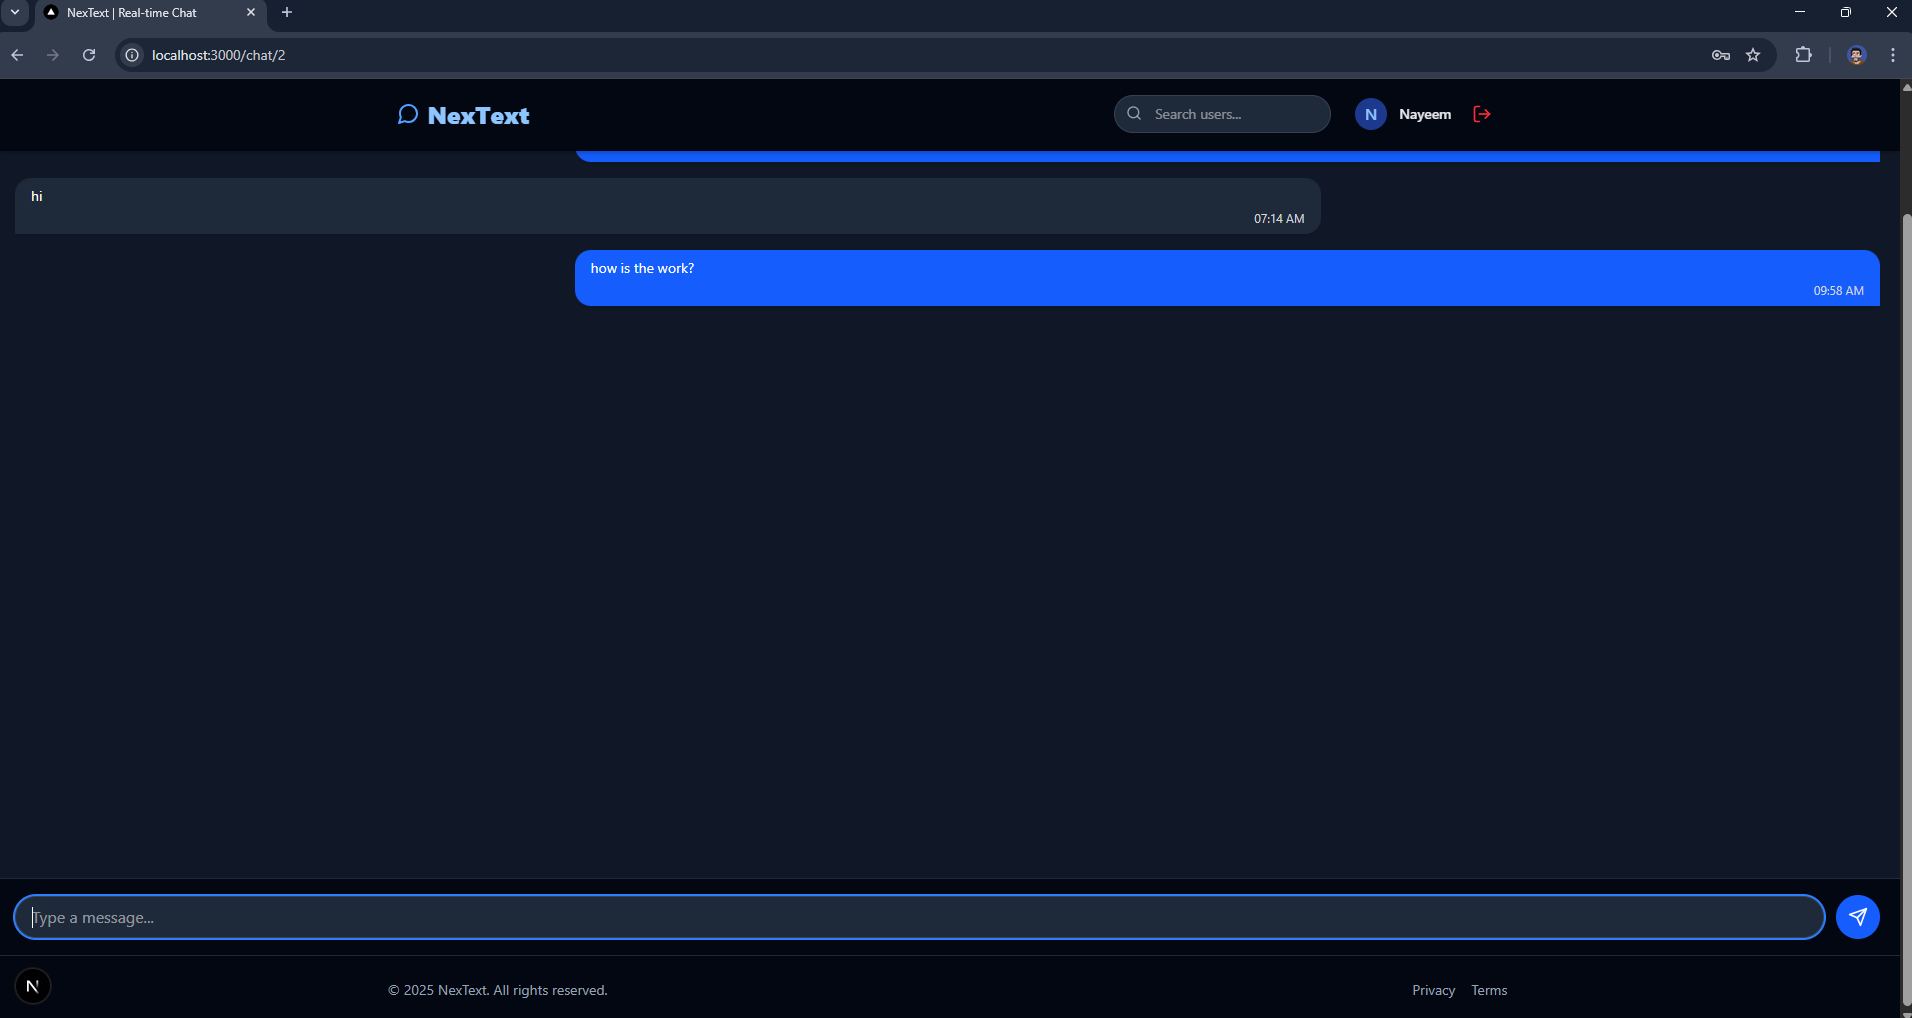 NexText | Real-time Chat
localhost:3000/chat/2
NexText
Search users...
N
Nayeem
hi
07:14 AM
how is the work?
09:58 AM
Type a message...
N
© 2025 NexText. All rights reserved.
Privacy
Terms